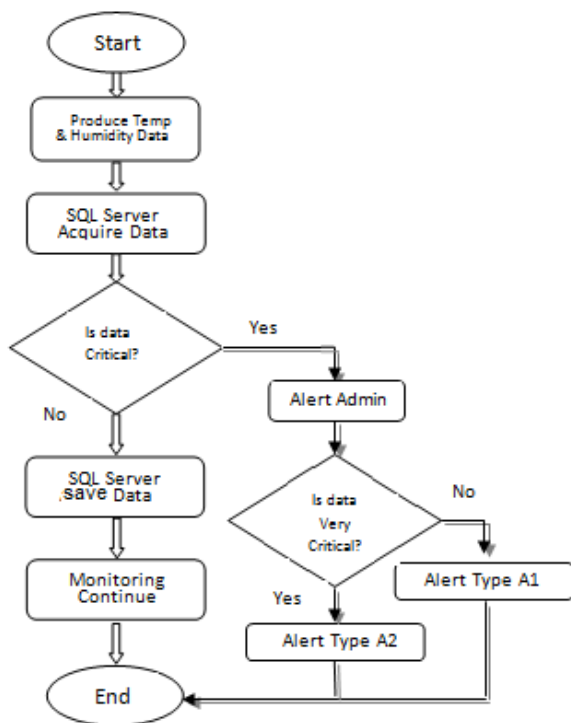 Start
Produce Temp
& Humidity Data
SQL Server
Acquire Data
Is data
Critical?
Yes
No
Alert Admin
SQL Server
save Data
Is data
Very
Critical?
No
Monitoring
Continue
Yes
Alert Type A1
Alert Type A2
End